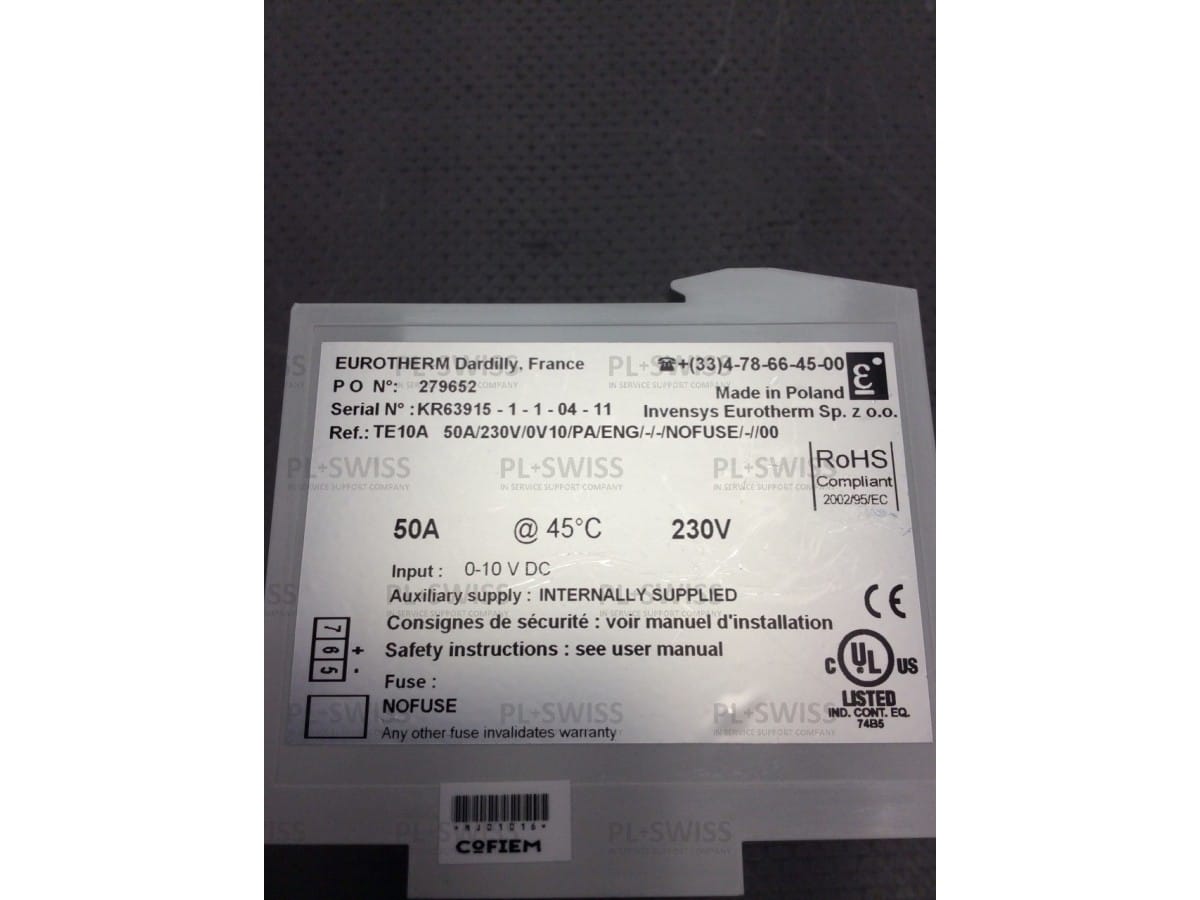 EUROTHERM Dardilly, France ☎+(33)4-78-66-45-00
P O N°: 279652
Made in Poland
Serial N° : KR63915 - 1 - 1 - 04 - 11 Invensys Eurotherm Sp. z o.o.
Ref.: TE10A 50A/230V/0V10/PA/ENG/-/-/NOFUSE/-//00
RoHS
Compliant
2002/95/EC
50A @ 45°C 230V
Input : 0-10 V DC
Auxiliary supply : INTERNALLY SUPPLIED
Consignes de sécurité : voir manuel d'installation
Safety instructions : see user manual
7 6 5
+ -
Fuse :
NOFUSE
Any other fuse invalidates warranty
CE
C UL US
LISTED
IND. CONT. EQ.
74B5
COFIEM
PL+SWISS
IN SERVICE SUPPORT COMPANY